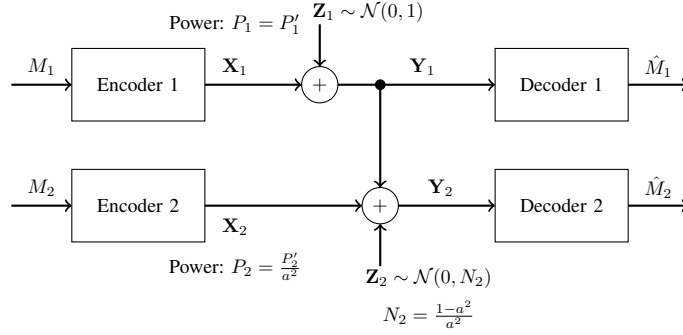 Power: $P_1 = P_1'$
$\mathbf{Z}_1 \sim \mathcal{N}(0, 1)$
$M_1$ Encoder 1 $\mathbf{X}_1$ + $\mathbf{Y}_1$ Decoder 1 $\hat{M}_1$
$M_2$ Encoder 2 $\mathbf{X}_2$ + $\mathbf{Y}_2$ Decoder 2 $\hat{M}_2$
Power: $P_2 = \frac{P_2'}{a^2}$
$\mathbf{Z}_2 \sim \mathcal{N}(0, N_2)$
$N_2 = \frac{1-a^2}{a^2}$